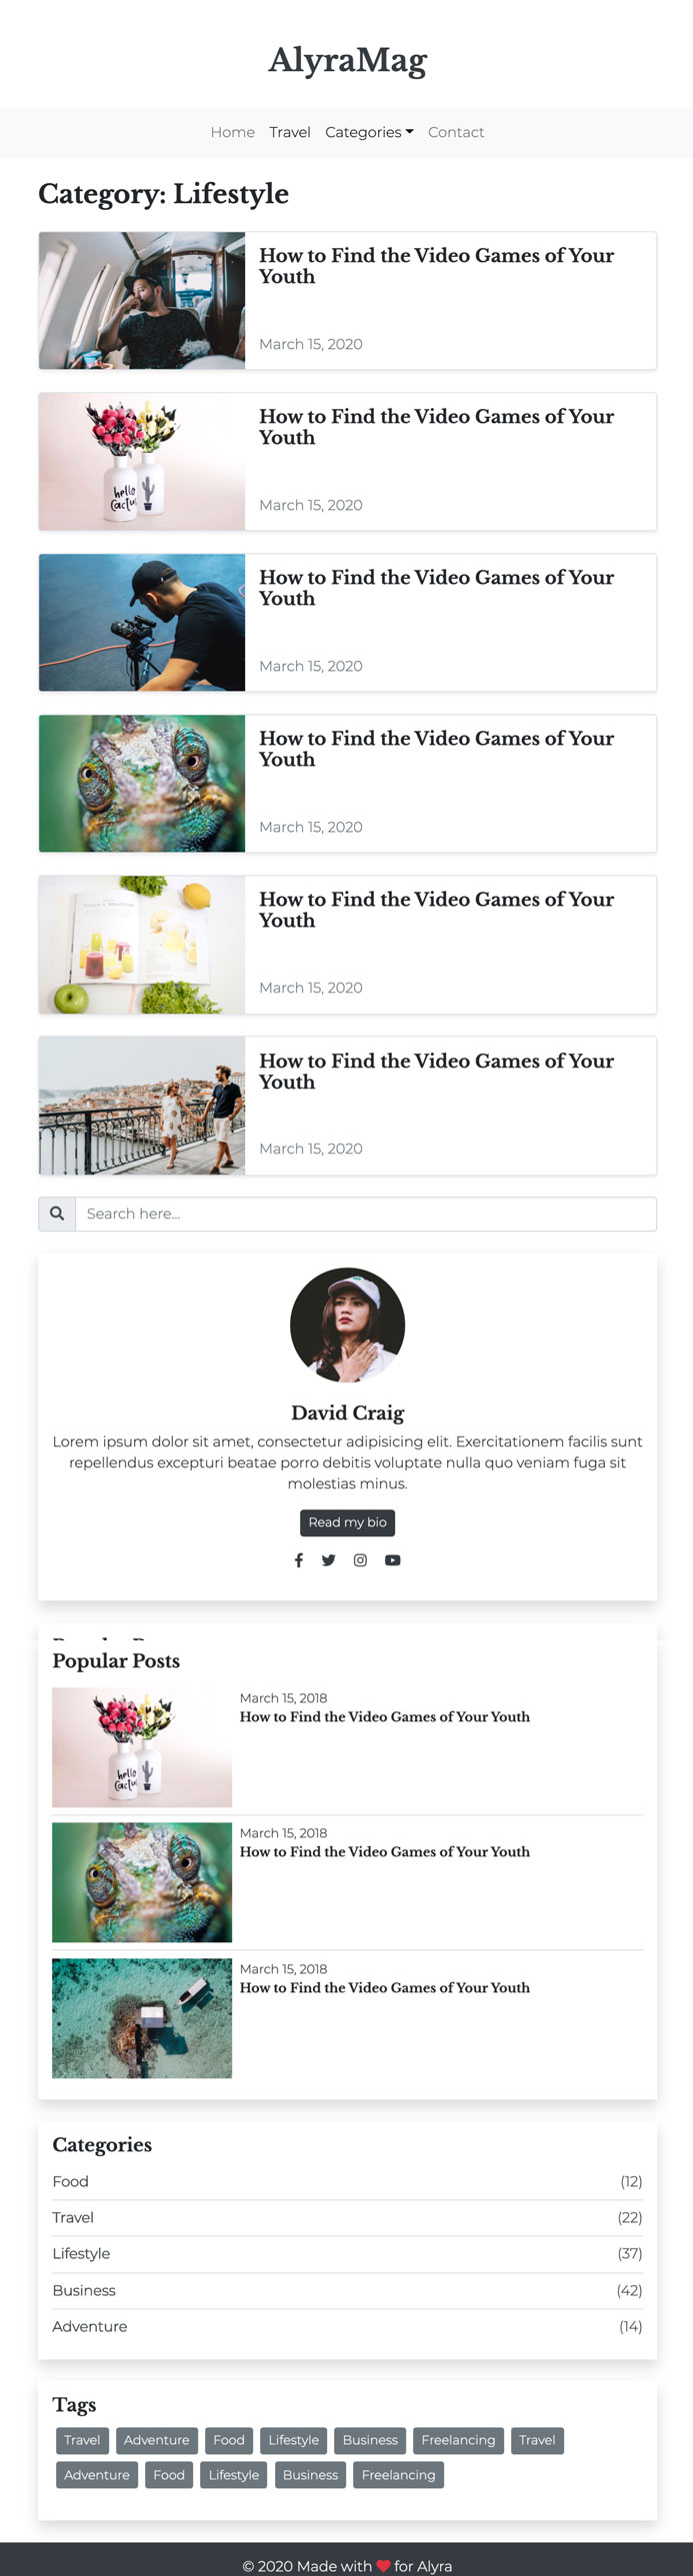 AlyraMag
Home Travel Categories Contact
Category: Lifestyle
How to Find the Video Games of Your
Youth
March 15, 2020
How to Find the Video Games of Your
Youth
March 15, 2020
hello
How to Find the Video Games of Your
Youth
March 15, 2020
How to Find the Video Games of Your
Youth
March 15, 2020
How to Find the Video Games of Your
Youth
March 15, 2020
How to Find the Video Games of Your
Youth
March 15, 2020
Search here...
David Craig
Lorem ipsum dolor sit amet, consectetur adipisicing elit. Exercitationem facilis sunt
repellendus excepturi beatae porro debitis voluptate nulla quo veniam fuga sit
molestias minus.
Read my bio
Popular Posts
March 15, 2018
How to Find the Video Games of Your Youth
hello
March 15, 2018
How to Find the Video Games of Your Youth
March 15, 2018
How to Find the Video Games of Your Youth
Categories
Food (12)
Travel (22)
Lifestyle (37)
Business (42)
Adventure (14)
Tags
Travel Adventure Food Lifestyle Business Freelancing Travel
Adventure Food Lifestyle Business Freelancing
© 2020 Made with ❤ for Alyra